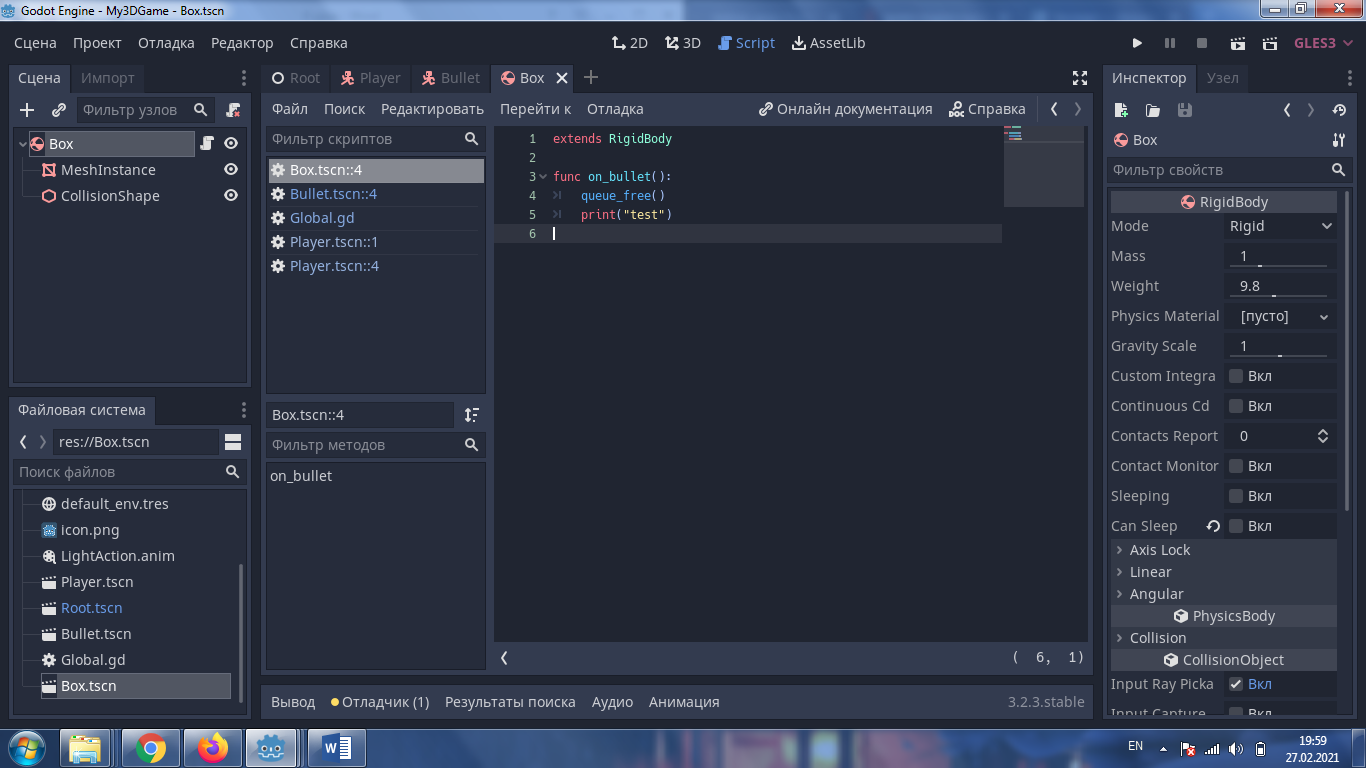 Godot Engine - My3DGame - Box.tscn
Сцена Проект Отладка Редактор Справка
2D 3D Script AssetLib
GLES3
Сцена Импорт
Фильтр узлов
Box
MeshInstance
CollisionShape
Файловая система
res://Box.tscn
Поиск файлов
default_env.tres
icon.png
LightAction.anim
Player.tscn
Root.tscn
Bullet.tscn
Global.gd
Box.tscn
Root Player Bullet Box
Файл Поиск Редактировать Перейти к Отладка
Онлайн документация DOC Справка
Фильтр скриптов
Box.tscn::4
Bullet.tscn::4
Global.gd
Player.tscn::1
Player.tscn::4
Box.tscn::4
Фильтр методов
on_bullet
1 extends RigidBody
2
3 func on_bullet():
4 queue_free()
5 print("test")
6
( 6, 1)
Вывод Отладчик (1) Результаты поиска Аудио Анимация 3.2.3.stable
Инспектор Узел
Box
Фильтр свойств
RigidBody
Mode Rigid
Mass 1
Weight 9.8
Physics Material [пусто]
Gravity Scale 1
Custom Integra Вкл
Continuous Cd Вкл
Contacts Report 0
Contact Monitor Вкл
Sleeping Вкл
Can Sleep Вкл
Axis Lock
Linear
Angular
PhysicsBody
Collision
CollisionObject
Input Ray Picka Вкл
Input Capture Вкл
EN
19:59
27.02.2021